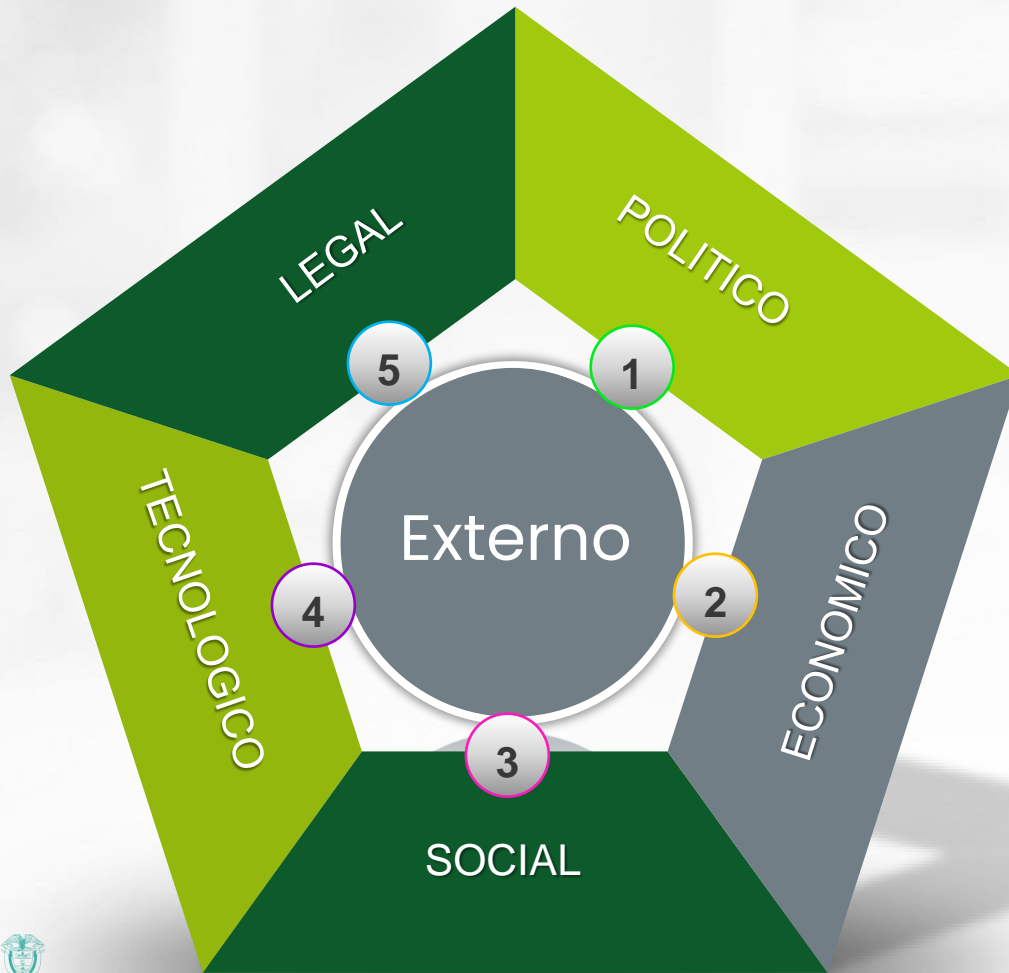 LEGAL
POLITICO
5
1
Externo
TECNOLOGICO
4
2
ECONOMICO
3
SOCIAL